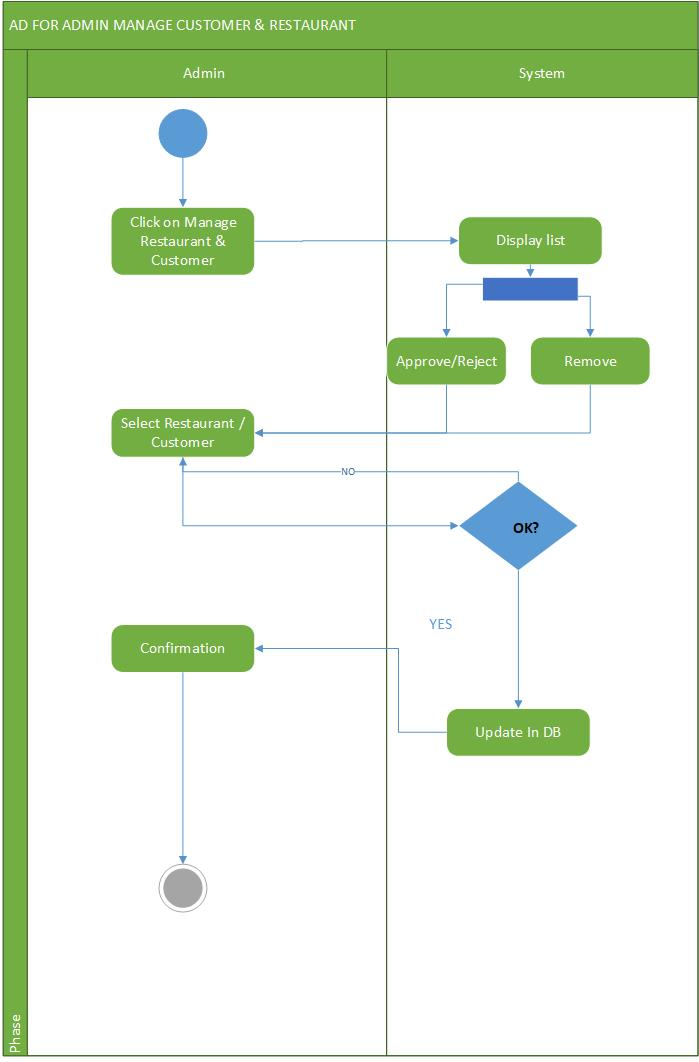 AD FOR ADMIN MANAGE CUSTOMER & RESTAURANT
Admin
System
Click on Manage
Restaurant &
Customer
Display list
Approve/Reject
Remove
Select Restaurant /
Customer
NO
OK?
YES
Confirmation
Update In DB
Phase